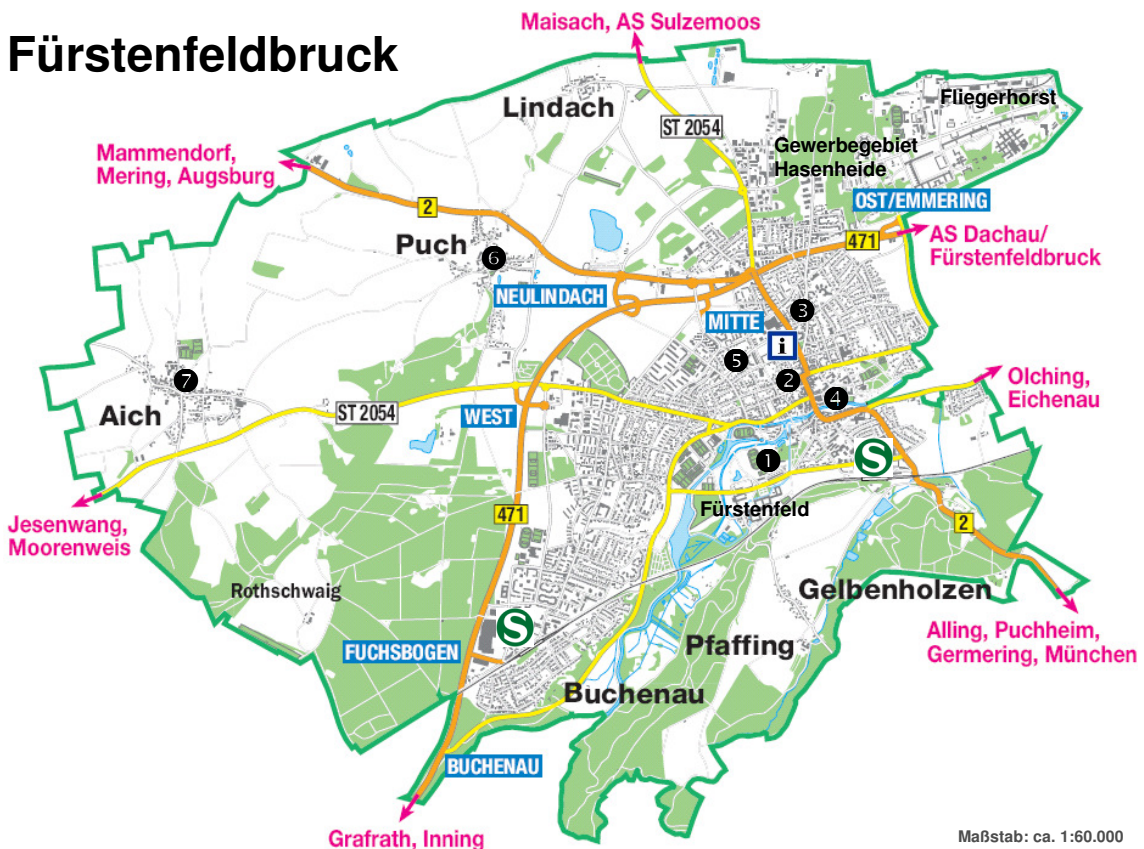 Fürstenfeldbruck
Maisach, AS Sulzemoos
Lindach
ST 2054
Fliegerhorst
Gewerbegebiet
Hasenheide
Mammendorf,
Mering, Augsburg
2
OST/EMMERING
471
AS Dachau/
Fürstenfeldbruck
Puch
6
NEULINDACH
MITTE
3
i
5
2
4
7
Aich
ST 2054
WEST
Olching,
Eichenau
1
S
Jesenwang,
Moorenweis
471
Fürstenfeld
2
Rothschwaig
Gelbenholzen
S
FUCHSBOGEN
Pfaffing
Alling, Puchheim,
Germering, München
Buchenau
BUCHENAU
Grafrath, Inning
Maßstab: ca. 1:60.000